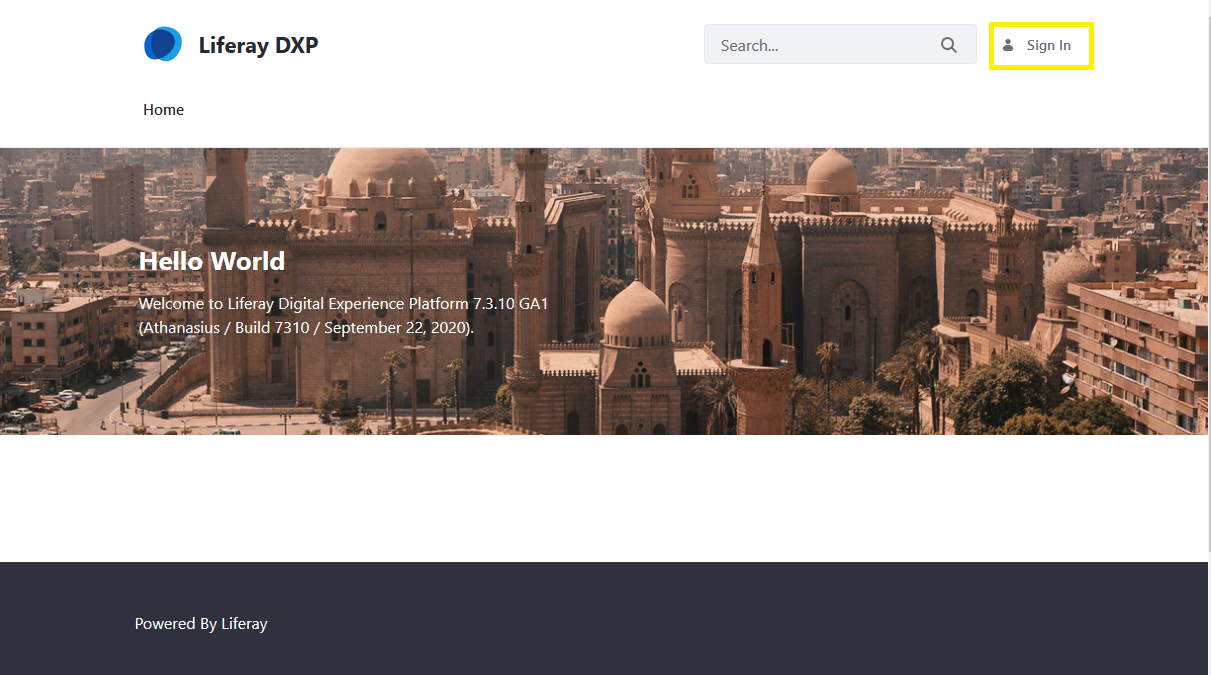 Liferay DXP
Search...
Sign In
Home
Hello World
Welcome to Liferay Digital Experience Platform 7.3.10 GA1
(Athanasius / Build 7310 / September 22, 2020).
Powered By Liferay